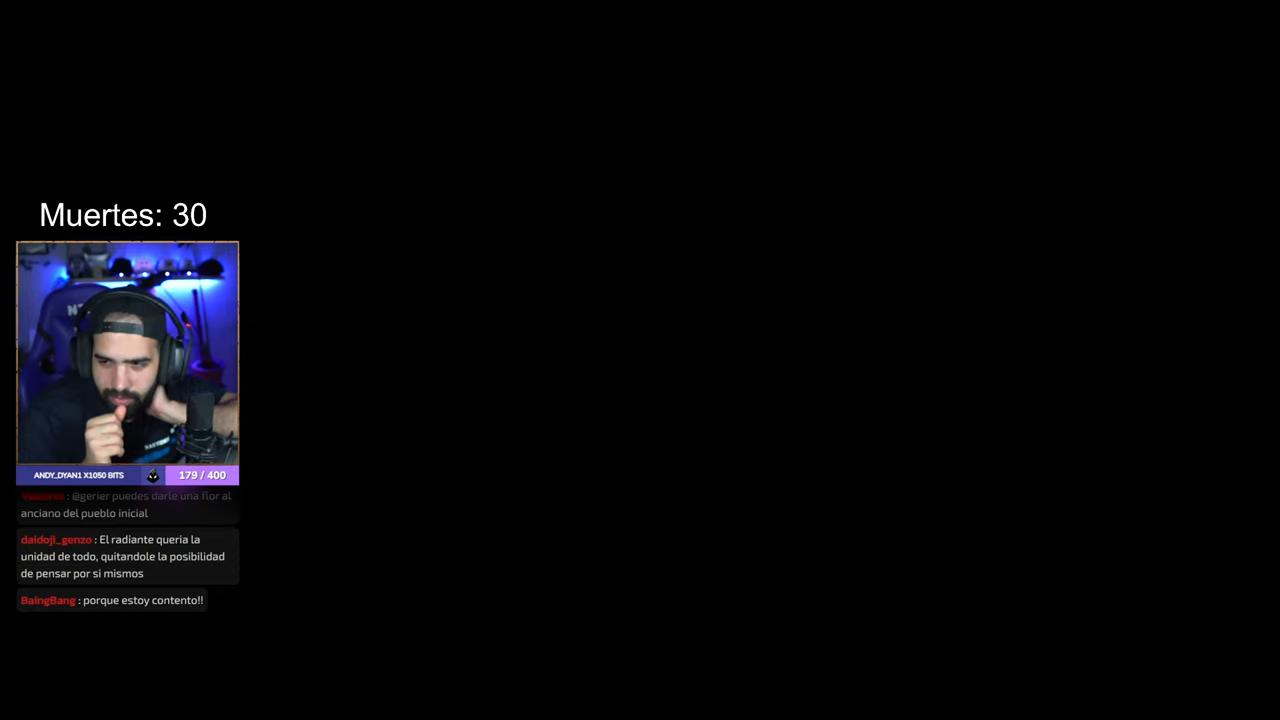 Muertes: 30
ANDY_DYAN1 X1050 BITS
179 / 400
: @gerier puedes darle una flor al
anciano del pueblo inicial
daidoji_genzo : El radiante queria la
unidad de todo, quitandole la posibilidad
de pensar por si mismos
BaingBang : porque estoy contento!!